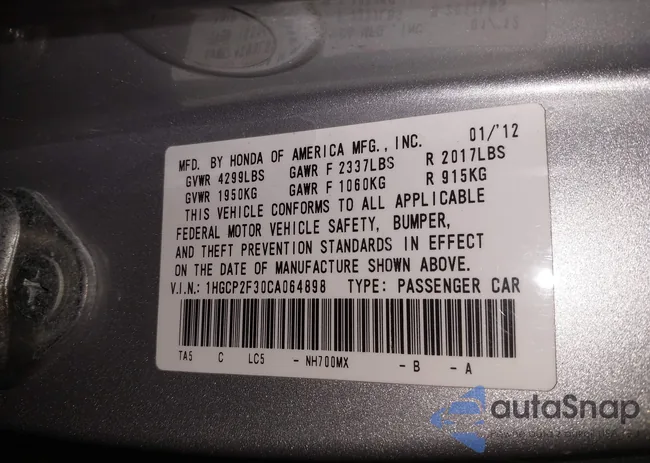 MFD. BY HONDA OF AMERICA MFG., INC. 01/'12
GVWR 4299LBS GAWR F 2337LBS R 2017LBS
GVWR 1950KG GAWR F 1060KG R 915KG
THIS VEHICLE CONFORMS TO ALL APPLICABLE
FEDERAL MOTOR VEHICLE SAFETY, BUMPER,
AND THEFT PREVENTION STANDARDS IN EFFECT
ON THE DATE OF MANUFACTURE SHOWN ABOVE.
V.I.N.: 1HGCP2F30CA064898 TYPE: PASSENGER CAR
TA5 C LC5 - NH700MX - B - A
autaSnap